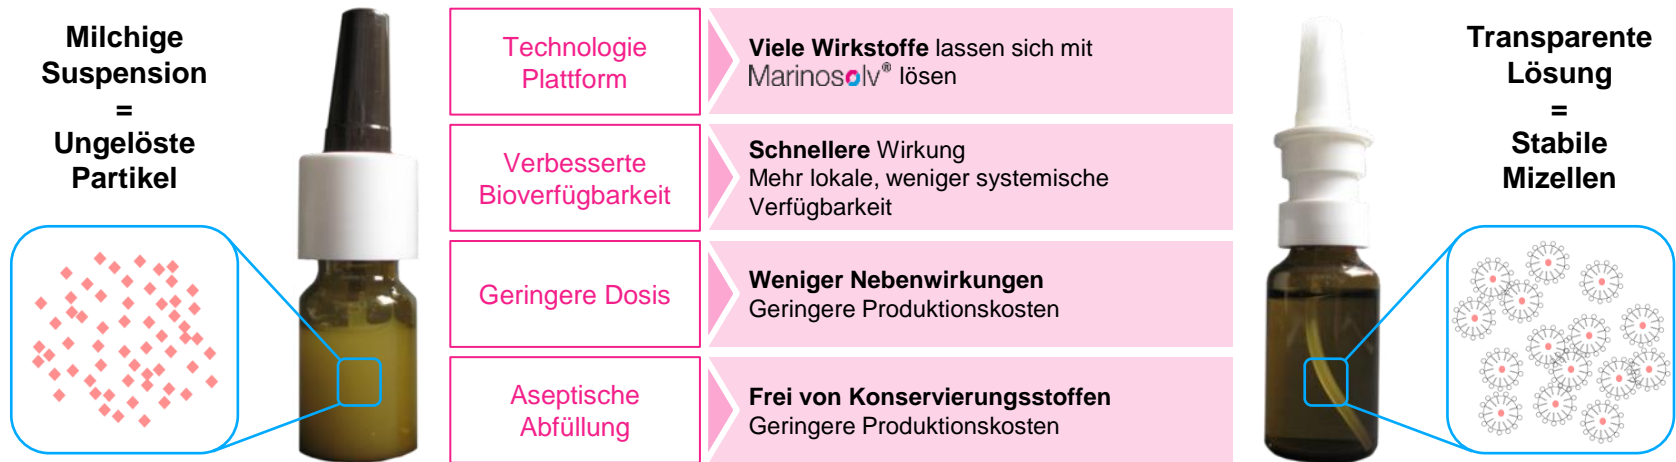 Milchige
Suspension
=
Ungelöste
Partikel
Technologie
Plattform
Viele Wirkstoffe lassen sich mit
Marinosolv® lösen
Verbesserte
Bioverfügbarkeit
Schnellere Wirkung
Mehr lokale, weniger systemische
Verfügbarkeit
Geringere Dosis
Weniger Nebenwirkungen
Geringere Produktionskosten
Aseptische
Abfüllung
Frei von Konservierungsstoffen
Geringere Produktionskosten
Transparente
Lösung
=
Stabile
Mizellen